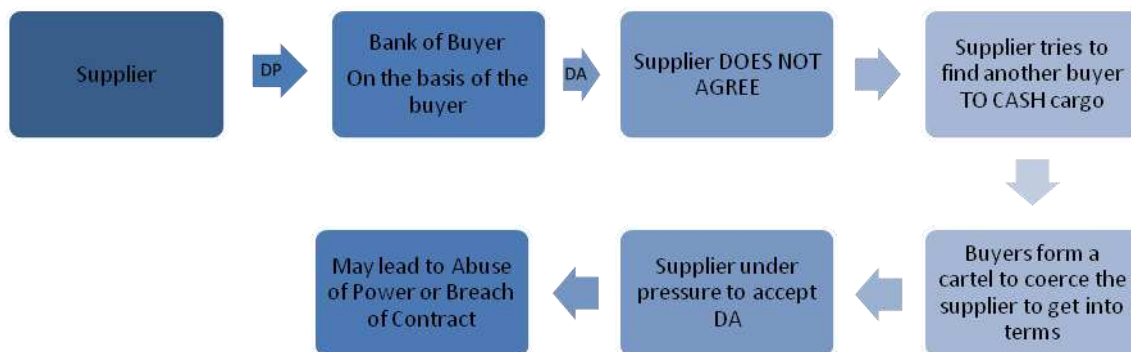 Supplier
DP
Bank of Buyer
On the basis of the
buyer
DA
Supplier DOES NOT
AGREE
Supplier tries to
find another buyer
TO CASH cargo
Buyers form a
cartel to coerce the
supplier to get into
terms
Supplier under
pressure to accept
DA
May lead to Abuse
of Power or Breach
of Contract